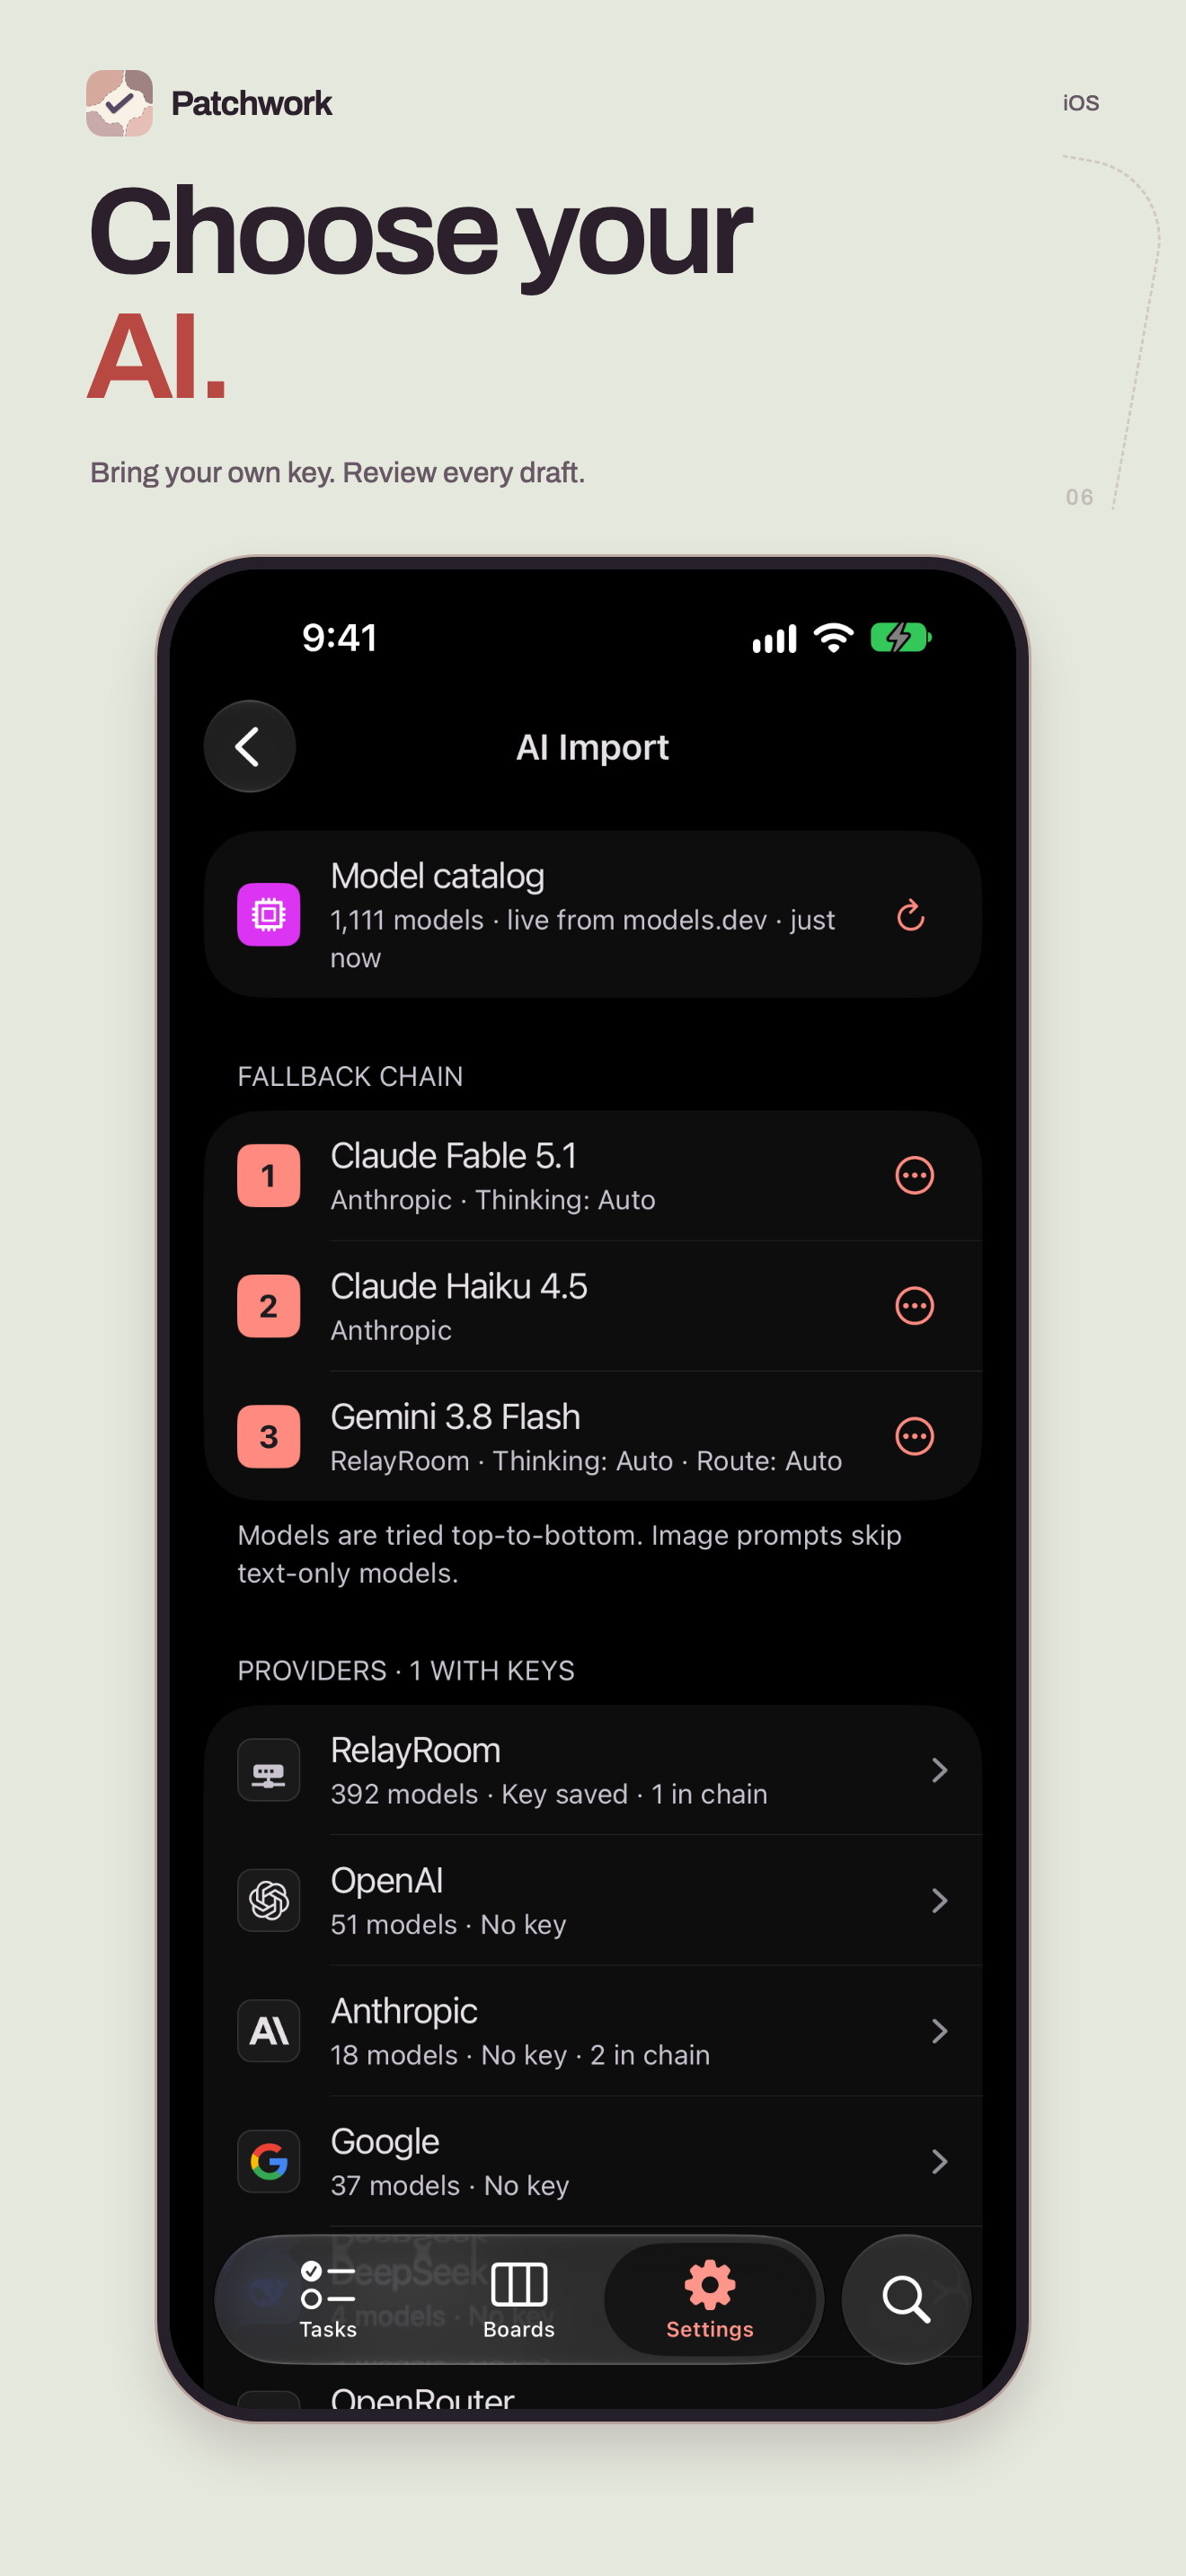 Patchwork
iOS
Choose your
AI.
Bring your own key. Review every draft.
06
9:41
AI Import
Model catalog
1,111 models · live from models.dev · just
now
FALLBACK CHAIN
1
Claude Fable 5.1
Anthropic · Thinking: Auto
2
Claude Haiku 4.5
Anthropic
3
Gemini 3.8 Flash
RelayRoom · Thinking: Auto · Route: Auto
Models are tried top-to-bottom. Image prompts skip
text-only models.
PROVIDERS · 1 WITH KEYS
RelayRoom
392 models · Key saved · 1 in chain
OpenAI
51 models · No key
Anthropic
18 models · No key · 2 in chain
Google
37 models · No key
DeepSeek
4 models · No key
Tasks
Boards
Settings
OpenRouter